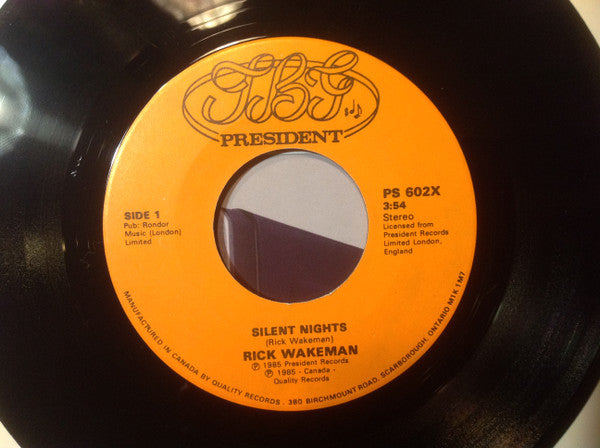 TBG
PRESIDENT
SIDE 1
Pub: Rondor
Music (London)
Limited
PS 602X
3:54
Stereo
Licensed from
President Records
Limited London,
England
SILENT NIGHTS
(Rick Wakeman)
RICK WAKEMAN
℗ 1985 President Records
℗ 1985 - Canada -
Quality Records
MANUFACTURED IN CANADA BY QUALITY RECORDS . 380 BIRCHMOUNT ROAD, SCARBOROUGH, ONTARIO M1K 1M7